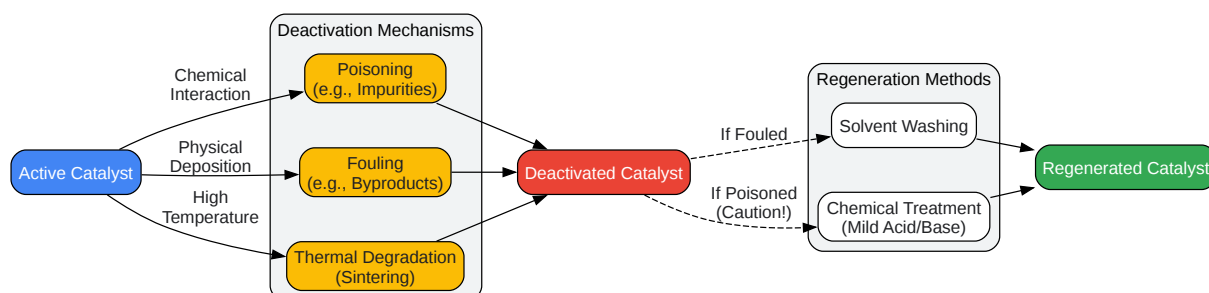 Deactivation Mechanisms
Chemical
Interaction
Poisoning
(e.g., Impurities)
Physical
Deposition
Fouling
(e.g., Byproducts)
High
Temperature
Thermal Degradation
(Sintering)
Active Catalyst
Deactivated Catalyst
If Fouled
If Poisoned
(Caution!)
Regeneration Methods
Solvent Washing
Chemical Treatment
(Mild Acid/Base)
Regenerated Catalyst